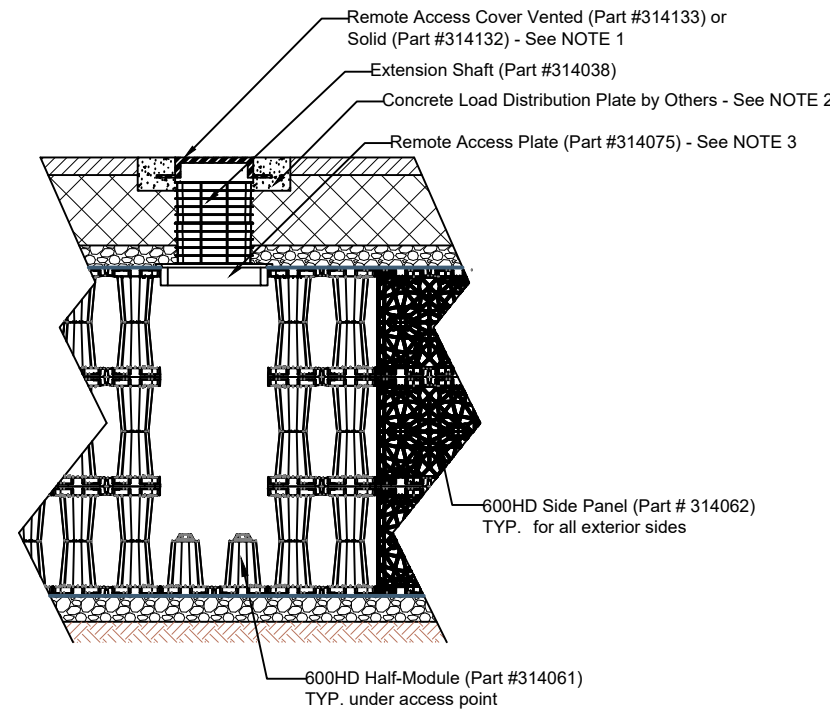 Remote Access Cover Vented (Part #314133) or
Solid (Part #314132) - See NOTE 1
Extension Shaft (Part #314038)
Concrete Load Distribution Plate by Others - See NOTE 2
Remote Access Plate (Part #314075) - See NOTE 3
600HD Side Panel (Part # 314062)
TYP. for all exterior sides
600HD Half-Module (Part #314061)
TYP. under access point